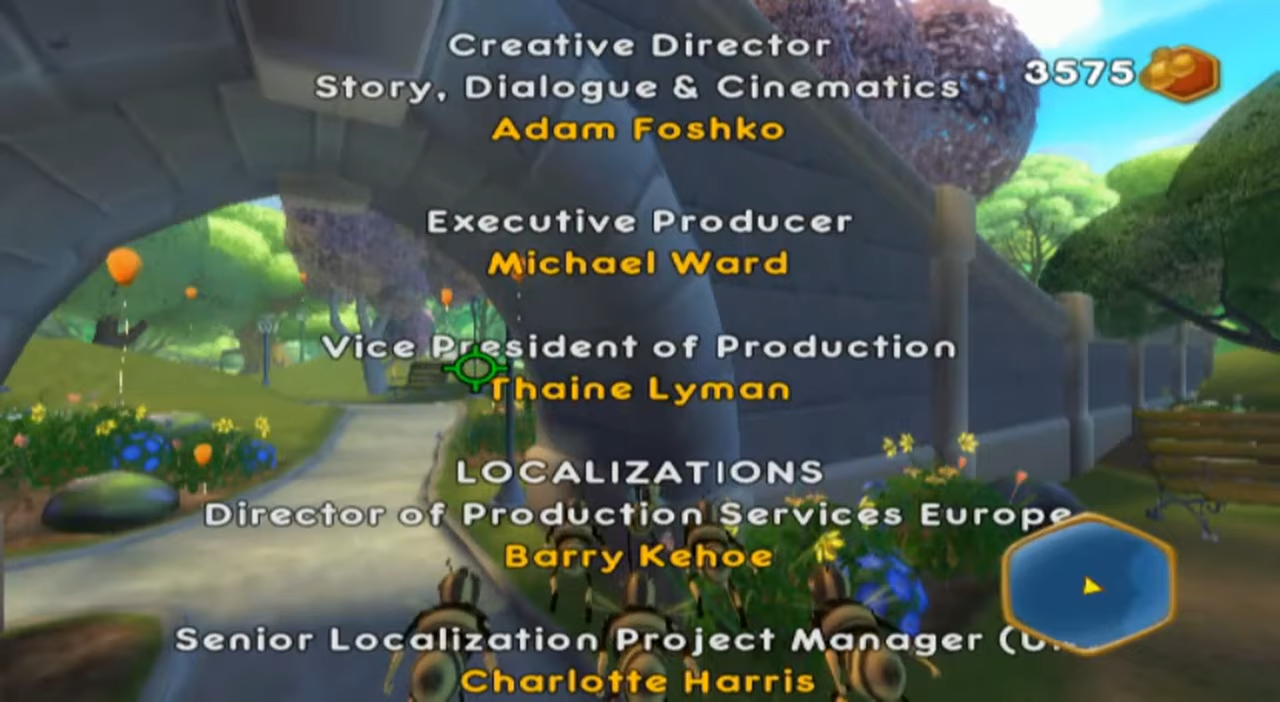 Creative Director
3575
Story, Dialogue & Cinematics
Adam Foshko
Executive Producer
Michael Ward
Vice President of Production
Thaine Lyman
LOCALIZATIONS
Director of Production Services Europe
Barry Kehoe
Senior Localization Project Manager
Charlotte Harris